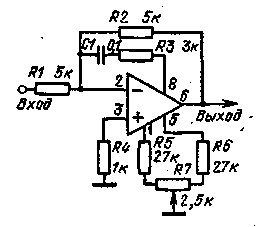 R2 5к
C1 0,1 R3 3к
R1 5к
2 − 8 6
Вход
3 + 5
Выход
R4 R5 R6
1к 27к R7 27к
2,5к